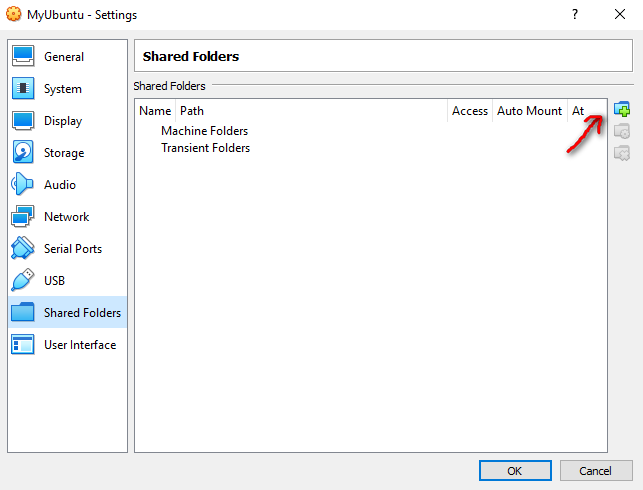 MyUbuntu - Settings
?
General
System
Display
Storage
Audio
Network
Serial Ports
USB
Shared Folders
User Interface
Shared Folders
Shared Folders
Name Path Access Auto Mount At
Machine Folders
Transient Folders
OK Cancel